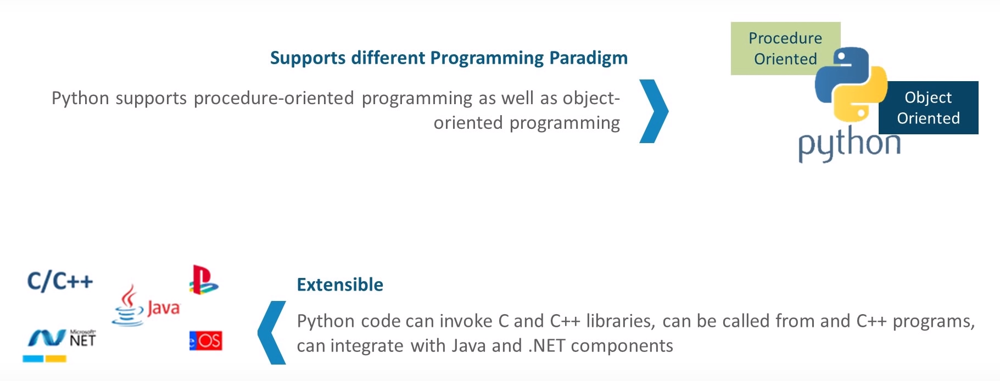 Procedure
Oriented
Supports different Programming Paradigm
Python supports procedure-oriented programming as well as object-
oriented programming
Object
Oriented
python
C/C++
Java
Microsoft
NET
e OS
Extensible
Python code can invoke C and C++ libraries, can be called from and C++ programs,
can integrate with Java and .NET components